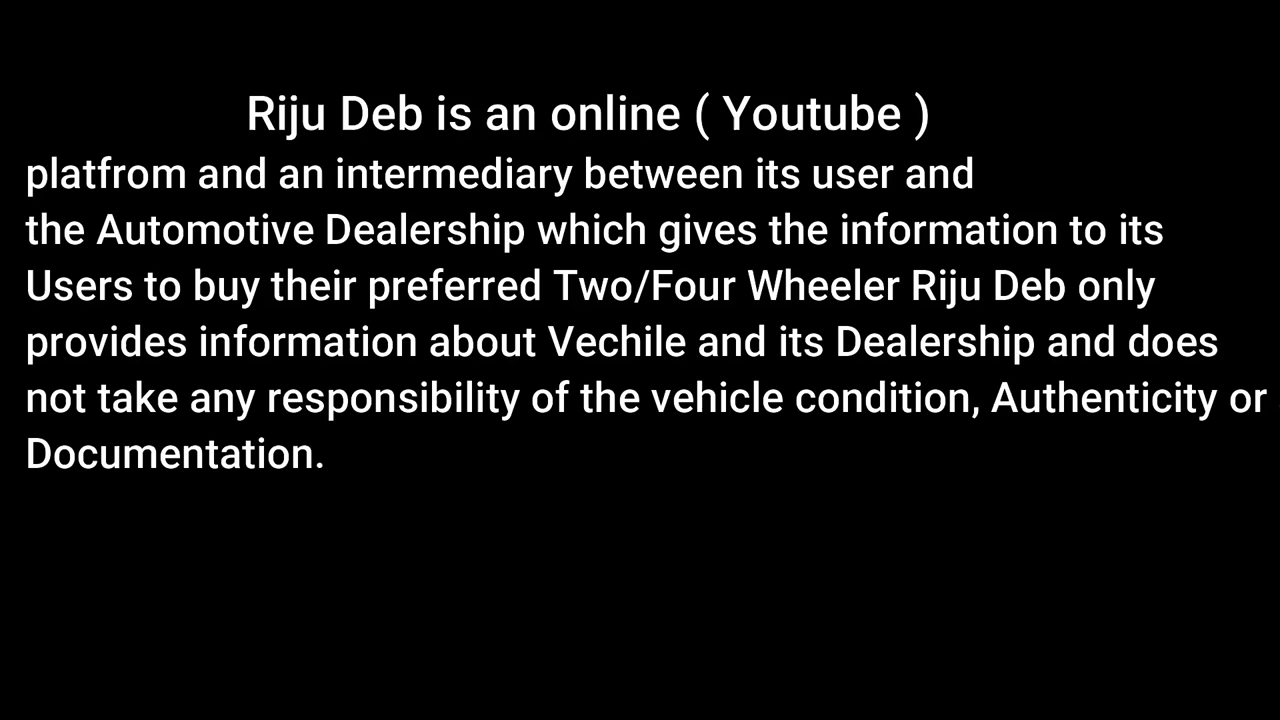 Riju Deb is an online ( Youtube )
platfrom and an intermediary between its user and
the Automotive Dealership which gives the information to its
Users to buy their preferred Two/Four Wheeler Riju Deb only
provides information about Vechile and its Dealership and does
not take any responsibility of the vehicle condition, Authenticity or
Documentation.